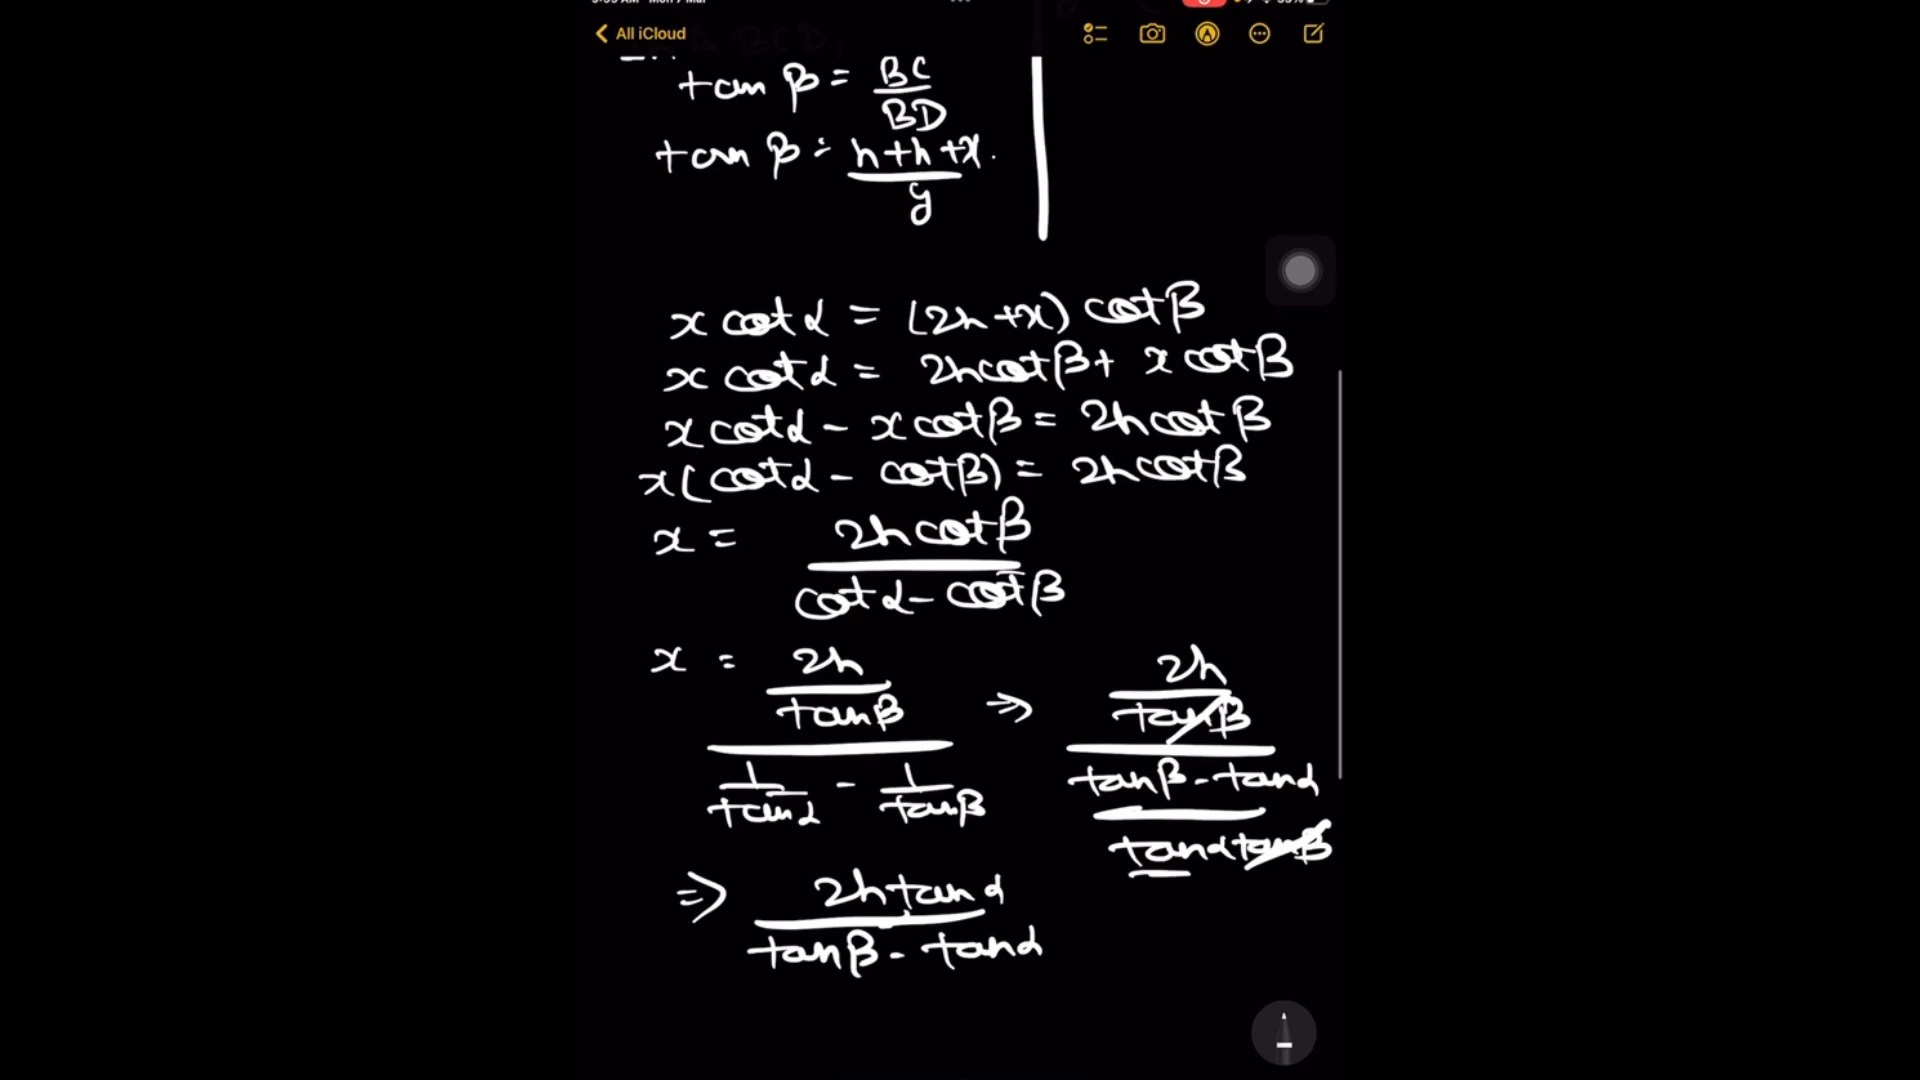 All iCloud
tan β = BC/BD
tan β = h+h+x/y
x cot α = (2h+x) cot β
x cot α = 2h cot β + x cot β
x cot α - x cot β = 2h cot β
x(cot α - cot β) = 2h cot β
x = 2h cot β / cot α - cot β
x = 2h/tan β / 1/tan α - 1/tan β ⇒ 2h/tan β / tan β - tan α / tan α tan β
⇒ 2h tan α / tan β - tan α